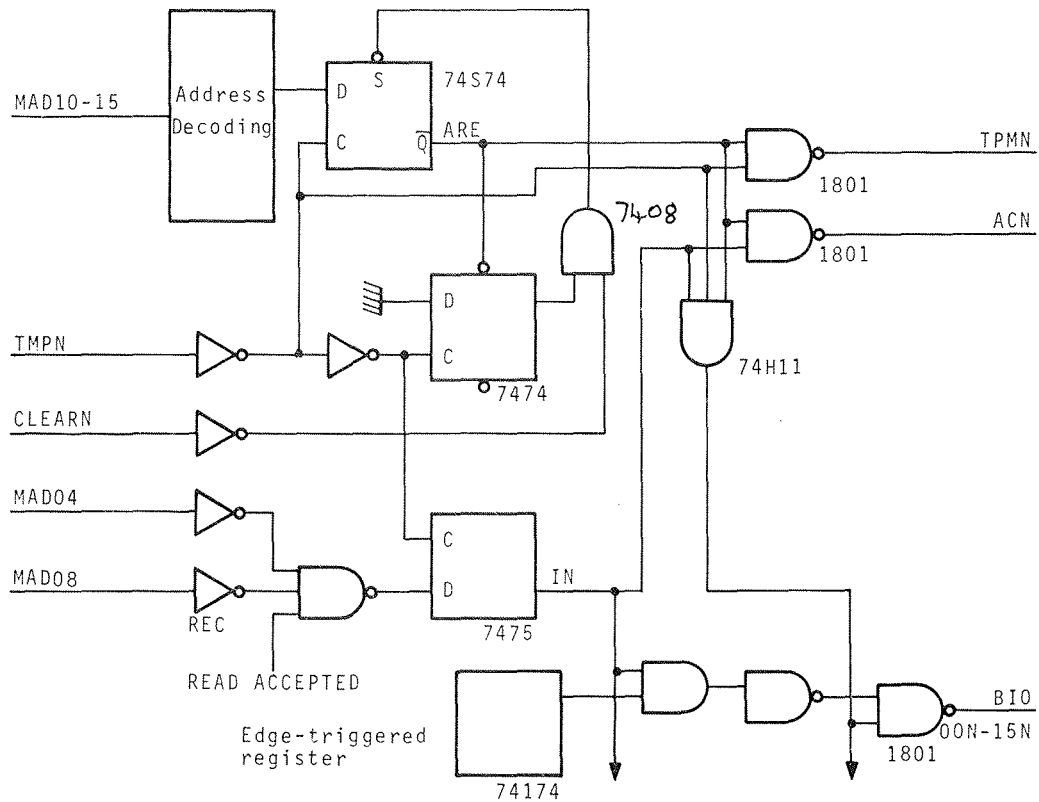 S
74S74
MAD10-15
Address
Decoding
D
C
Q̅
ARE
TPMN
1801
7408
ACN
1801
D
C
7474
TMPN
74H11
CLEARN
MAD04
C
MAD08
D
IN
REC
7475
READ ACCEPTED
BIO
00N-15N
1801
Edge-triggered
register
74174